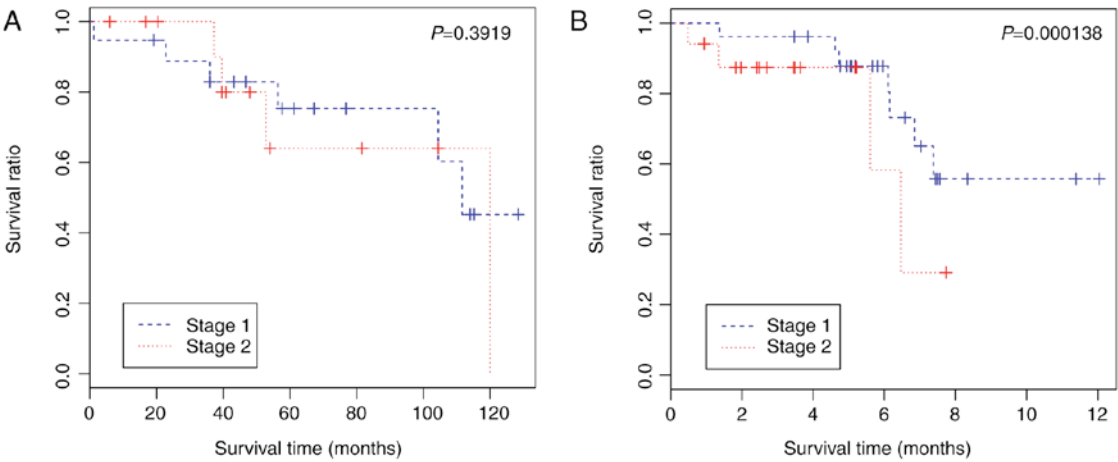 A
P=0.3919
1.0
0.8
0.6
0.4
0.2
0.0
Survival ratio
Stage 1
Stage 2
0 20 40 60 80 100 120
Survival time (months)
B
P=0.000138
1.0
0.8
0.6
0.4
0.2
0.0
Survival ratio
Stage 1
Stage 2
0 2 4 6 8 10 12
Survival time (months)